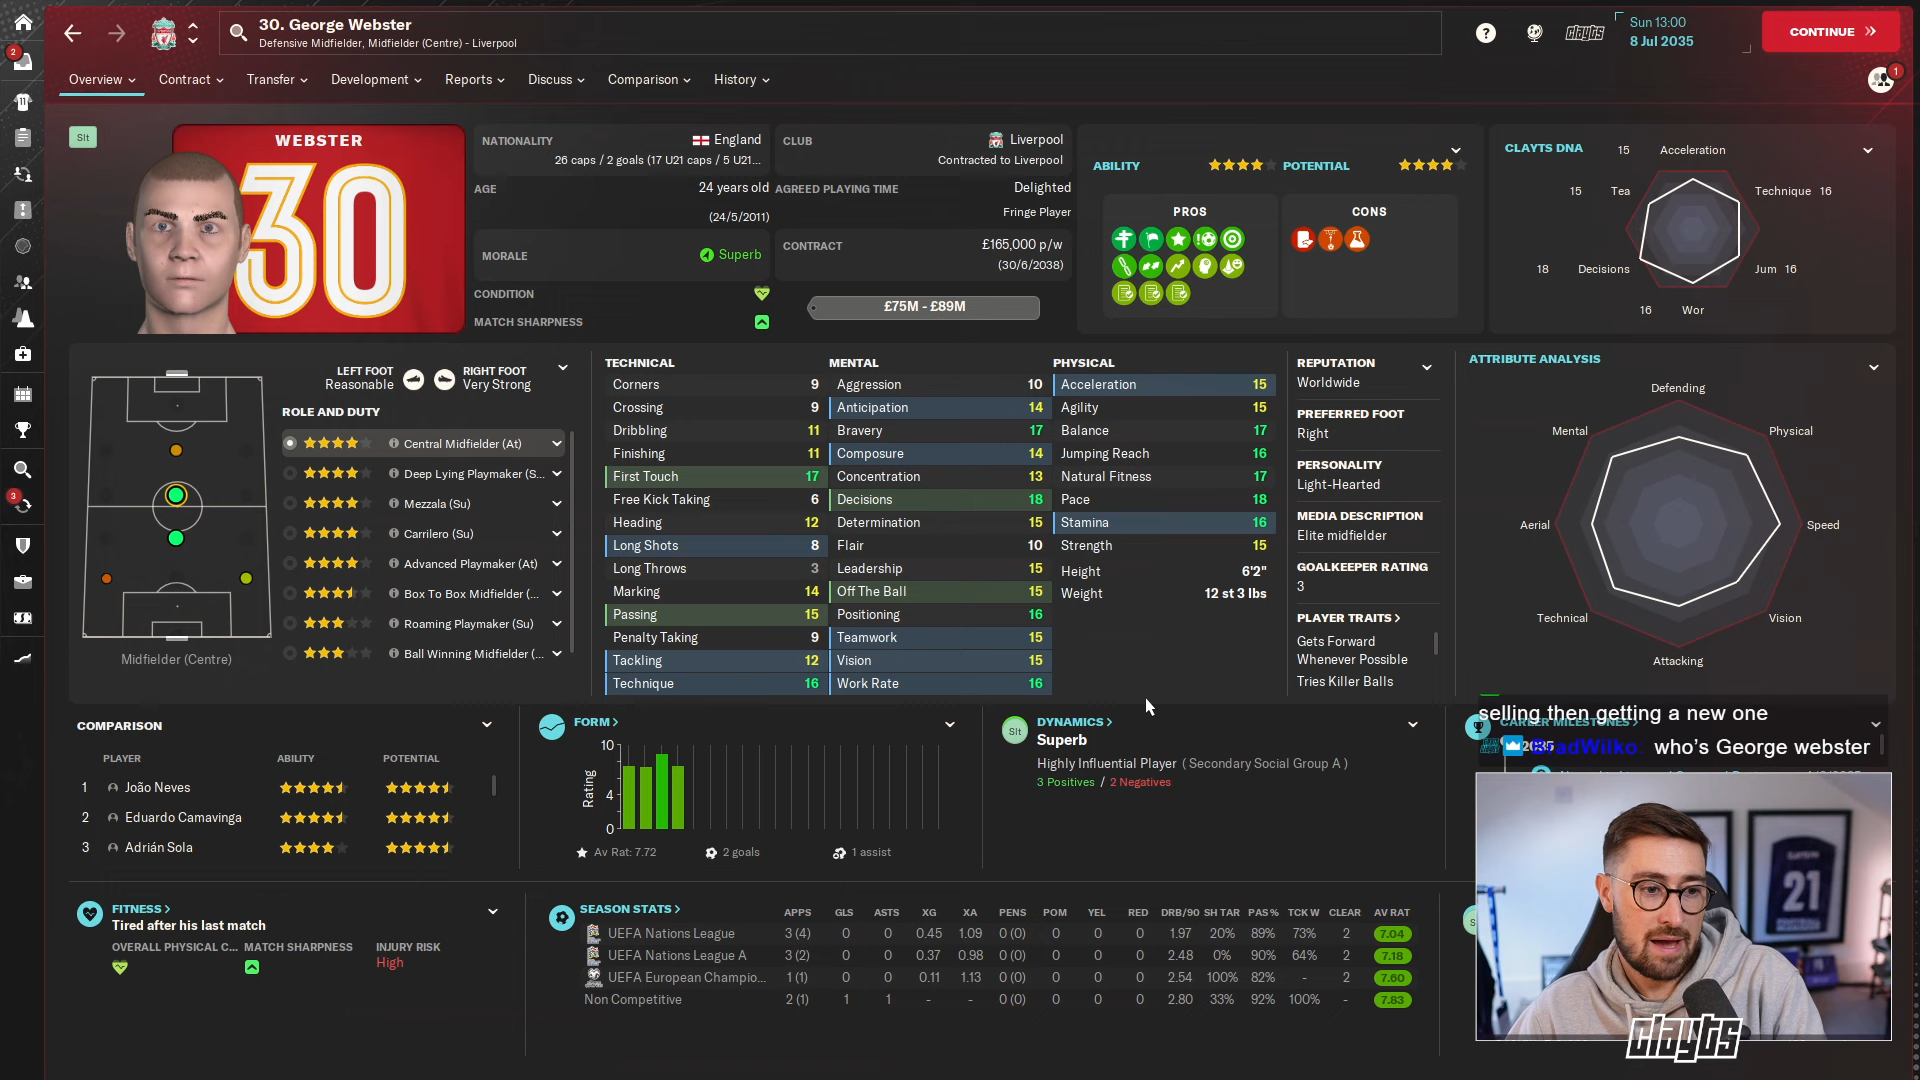 30. George Webster
Defensive Midfielder, Midfielder (Centre) - Liverpool
clayts
Sun 13:00
8 Jul 2035
CONTINUE
2
3
1
11
Overview
Contract
Transfer
Development
Reports
Discuss
Comparison
History
Slt
WEBSTER
30
NATIONALITY
England
26 caps / 2 goals (17 U21 caps / 5 U21...
AGE
24 years old
(24/5/2011)
MORALE
Superb
CONDITION
MATCH SHARPNESS
CLUB
Liverpool
Contracted to Liverpool
AGREED PLAYING TIME
Delighted
Fringe Player
CONTRACT
£165,000 p/w
(30/6/2038)
£75M - £89M
ABILITY
POTENTIAL
PROS
CONS
CLAYTS DNA
15 Acceleration
15 Tea
Technique 16
18 Decisions
Jum 16
16 Wor
LEFT FOOT
Reasonable
RIGHT FOOT
Very Strong
ROLE AND DUTY
Central Midfielder (At)
Deep Lying Playmaker (S...
Mezzala (Su)
Carrilero (Su)
Advanced Playmaker (At)
Box To Box Midfielder (...
Roaming Playmaker (Su)
Ball Winning Midfielder (...
Midfielder (Centre)
TECHNICAL
Corners 9
Crossing 9
Dribbling 11
Finishing 11
First Touch 17
Free Kick Taking 6
Heading 12
Long Shots 8
Long Throws 3
Marking 14
Passing 15
Penalty Taking 9
Tackling 12
Technique 16
MENTAL
Aggression 10
Anticipation 14
Bravery 17
Composure 14
Concentration 13
Decisions 18
Determination 15
Flair 10
Leadership 15
Off The Ball 15
Positioning 16
Teamwork 15
Vision 15
Work Rate 16
PHYSICAL
Acceleration 15
Agility 15
Balance 17
Jumping Reach 16
Natural Fitness 17
Pace 18
Stamina 16
Strength 15
Height 6'2"
Weight 12 st 3 lbs
REPUTATION
Worldwide
PREFERRED FOOT
Right
PERSONALITY
Light-Hearted
MEDIA DESCRIPTION
Elite midfielder
GOALKEEPER RATING
3
PLAYER TRAITS
Gets Forward
Whenever Possible
Tries Killer Balls
ATTRIBUTE ANALYSIS
Defending
Mental
Physical
Aerial
Speed
Technical
Vision
Attacking
COMPARISON
PLAYER ABILITY POTENTIAL
1 João Neves
2 Eduardo Camavinga
3 Adrián Sola
FORM
Rating
10
4
0
Av Rat: 7.72
2 goals
1 assist
DYNAMICS
Slt
Superb
Highly Influential Player (Secondary Social Group A)
3 Positives / 2 Negatives
CAREER MILESTONES
2035
selling then getting a new one
BradWilko: who's George webster
FITNESS
Tired after his last match
OVERALL PHYSICAL C... MATCH SHARPNESS INJURY RISK
High
SEASON STATS APPS GLS ASTS XG XA PENS POM YEL RED DRB/90 SH TAR PAS % TCK W CLEAR AV RAT
UEFA Nations League 3 (4) 0 0 0.45 1.09 0 (0) 0 0 0 1.97 20% 89% 73% 2 7.04
UEFA Nations League A 3 (2) 0 0 0.37 0.98 0 (0) 0 0 0 2.48 0% 90% 64% 2 7.18
UEFA European Champio... 1 (1) 0 0 0.11 1.13 0 (0) 0 0 0 2.54 100% 82% - 2 7.60
Non Competitive 2 (1) 1 1 - - 0 (0) 0 0 0 2.80 33% 92% 100% - 7.83
21
clayts